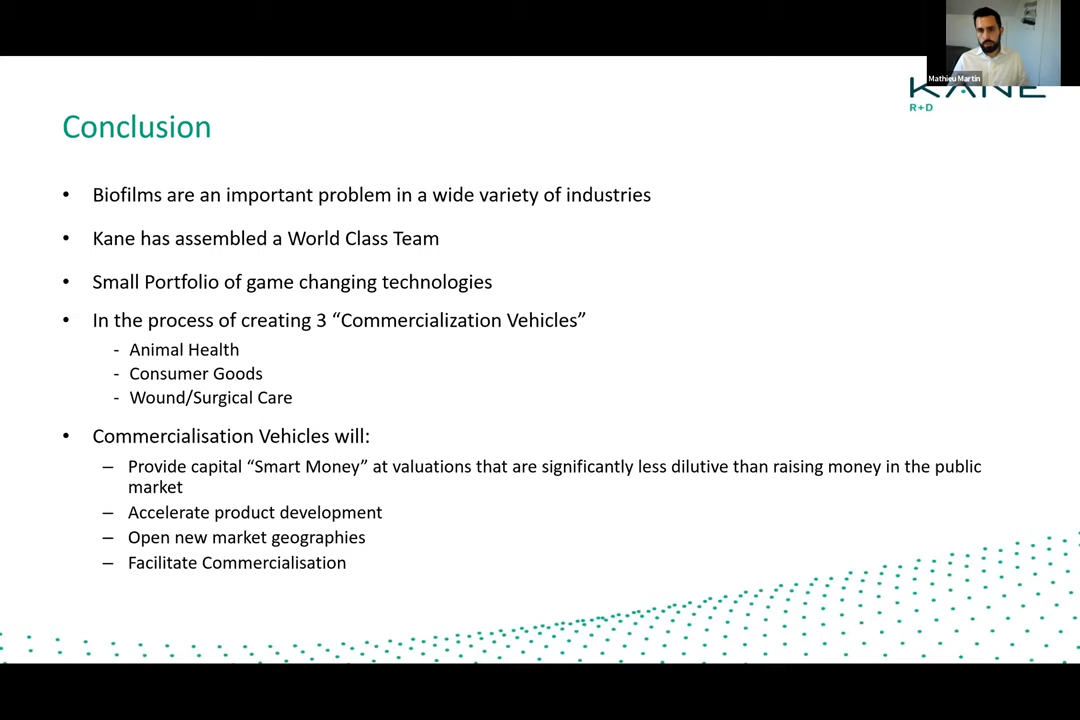 Mathieu Martin
KANE
R+D
Conclusion
• Biofilms are an important problem in a wide variety of industries
• Kane has assembled a World Class Team
• Small Portfolio of game changing technologies
• In the process of creating 3 “Commercialization Vehicles”
- Animal Health
- Consumer Goods
- Wound/Surgical Care
• Commercialisation Vehicles will:
– Provide capital “Smart Money” at valuations that are significantly less dilutive than raising money in the public
market
– Accelerate product development
– Open new market geographies
– Facilitate Commercialisation